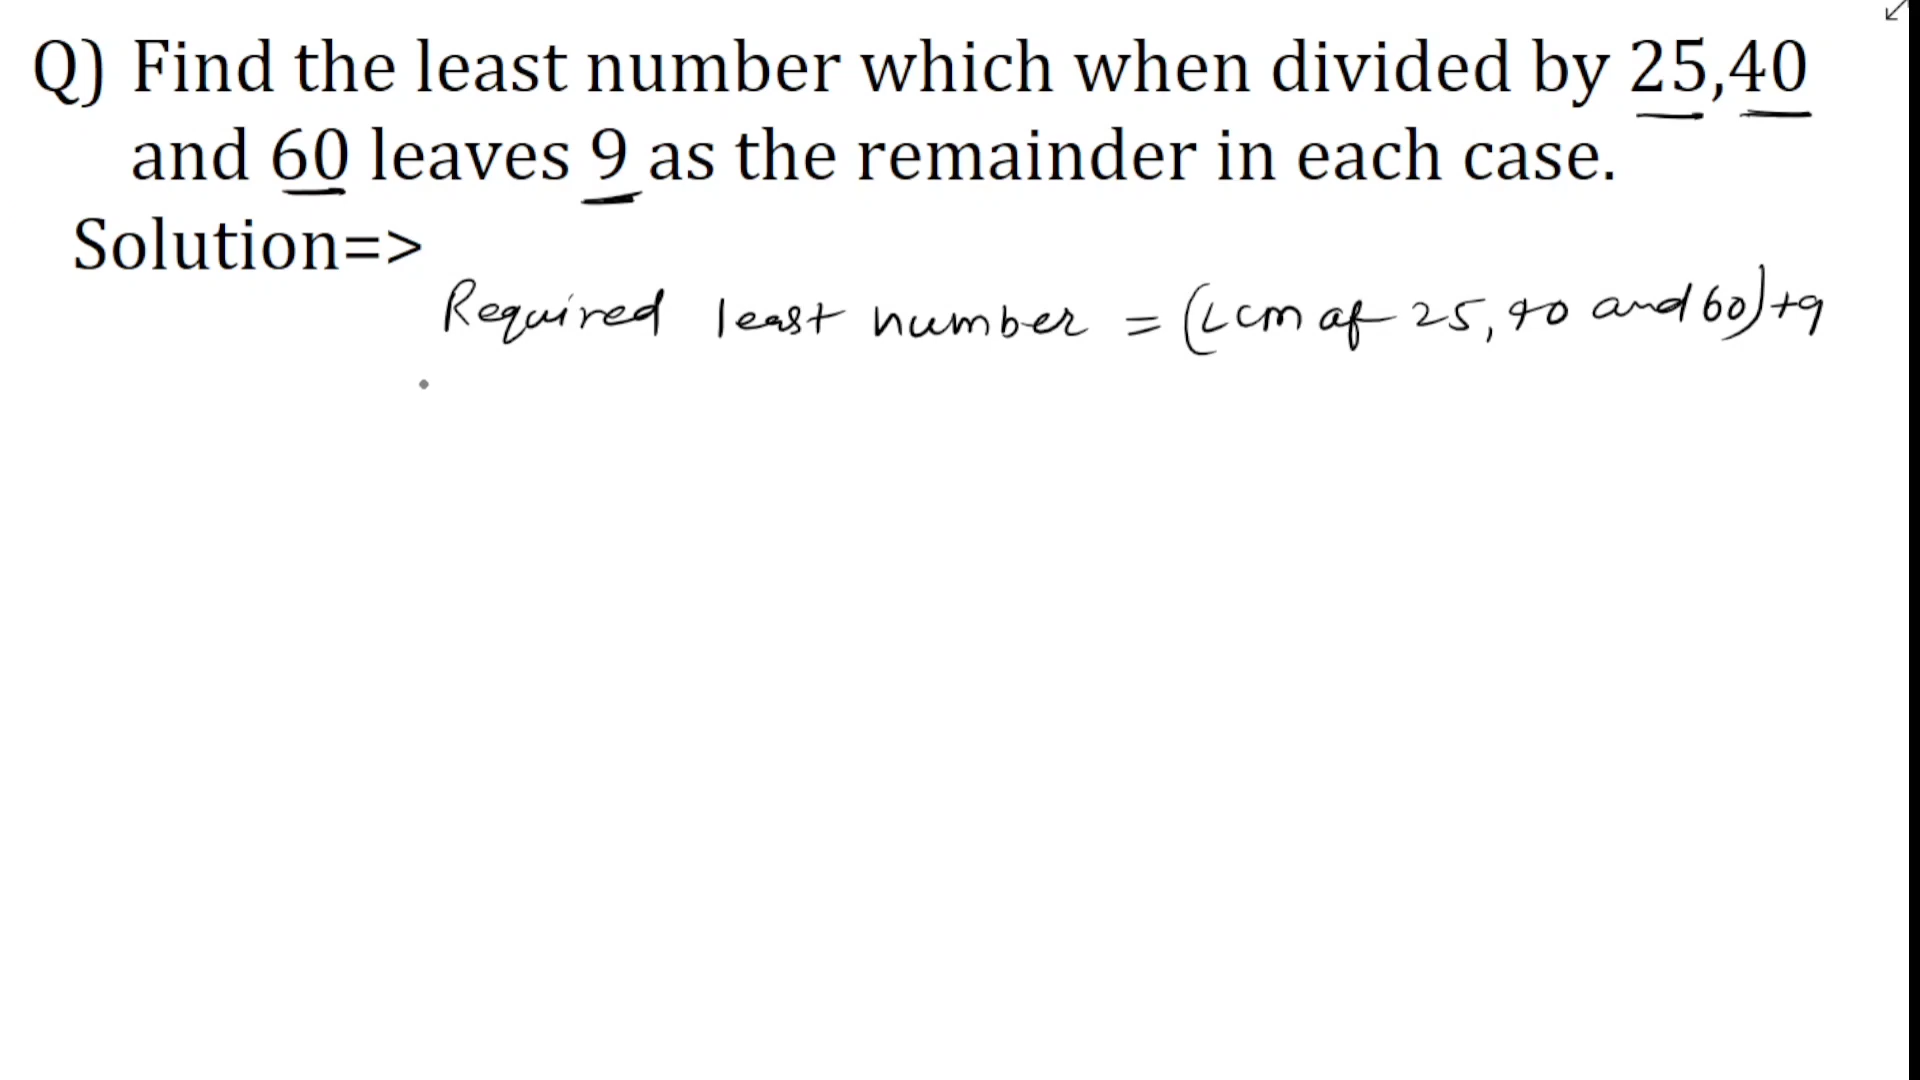 Q) Find the least number which when divided by 25,40
and 60 leaves 9 as the remainder in each case.
Solution=>
Required least number = (LCM of 25, 40 and 60)+9